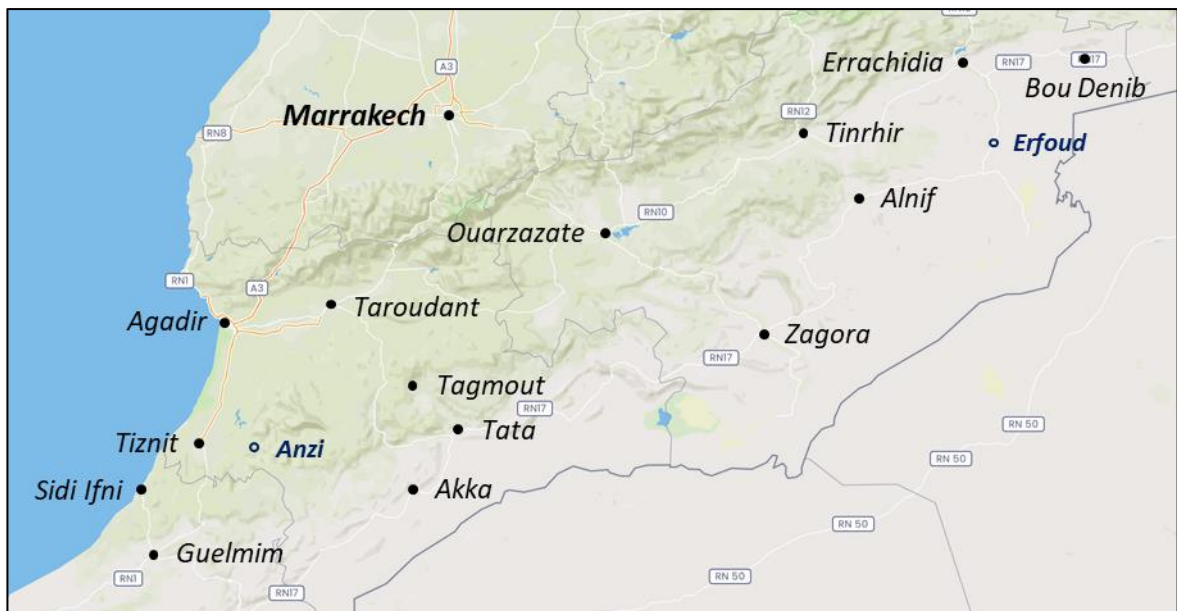 A3
Errachidia
RN17
RN17
Bou Denib
Marrakech
RN8
RN12
Tinrhir
Erfoud
Alnif
RN10
Ouarzazate
RN1
A3
Agadir
Taroudant
Zagora
RN17
Tagmout
RN17
Tata
Tiznit
Anzi
RN 50
Sidi Ifni
Akka
RN 50
Guelmim
RN1
RN17
RN 50
RN 50